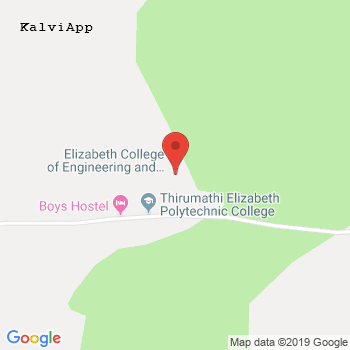 KalviApp
Elizabeth College
of Engineering and...
Thirumathi Elizabeth
Boys Hostel
Polytechnic College
Google
Map data ©2019 Google